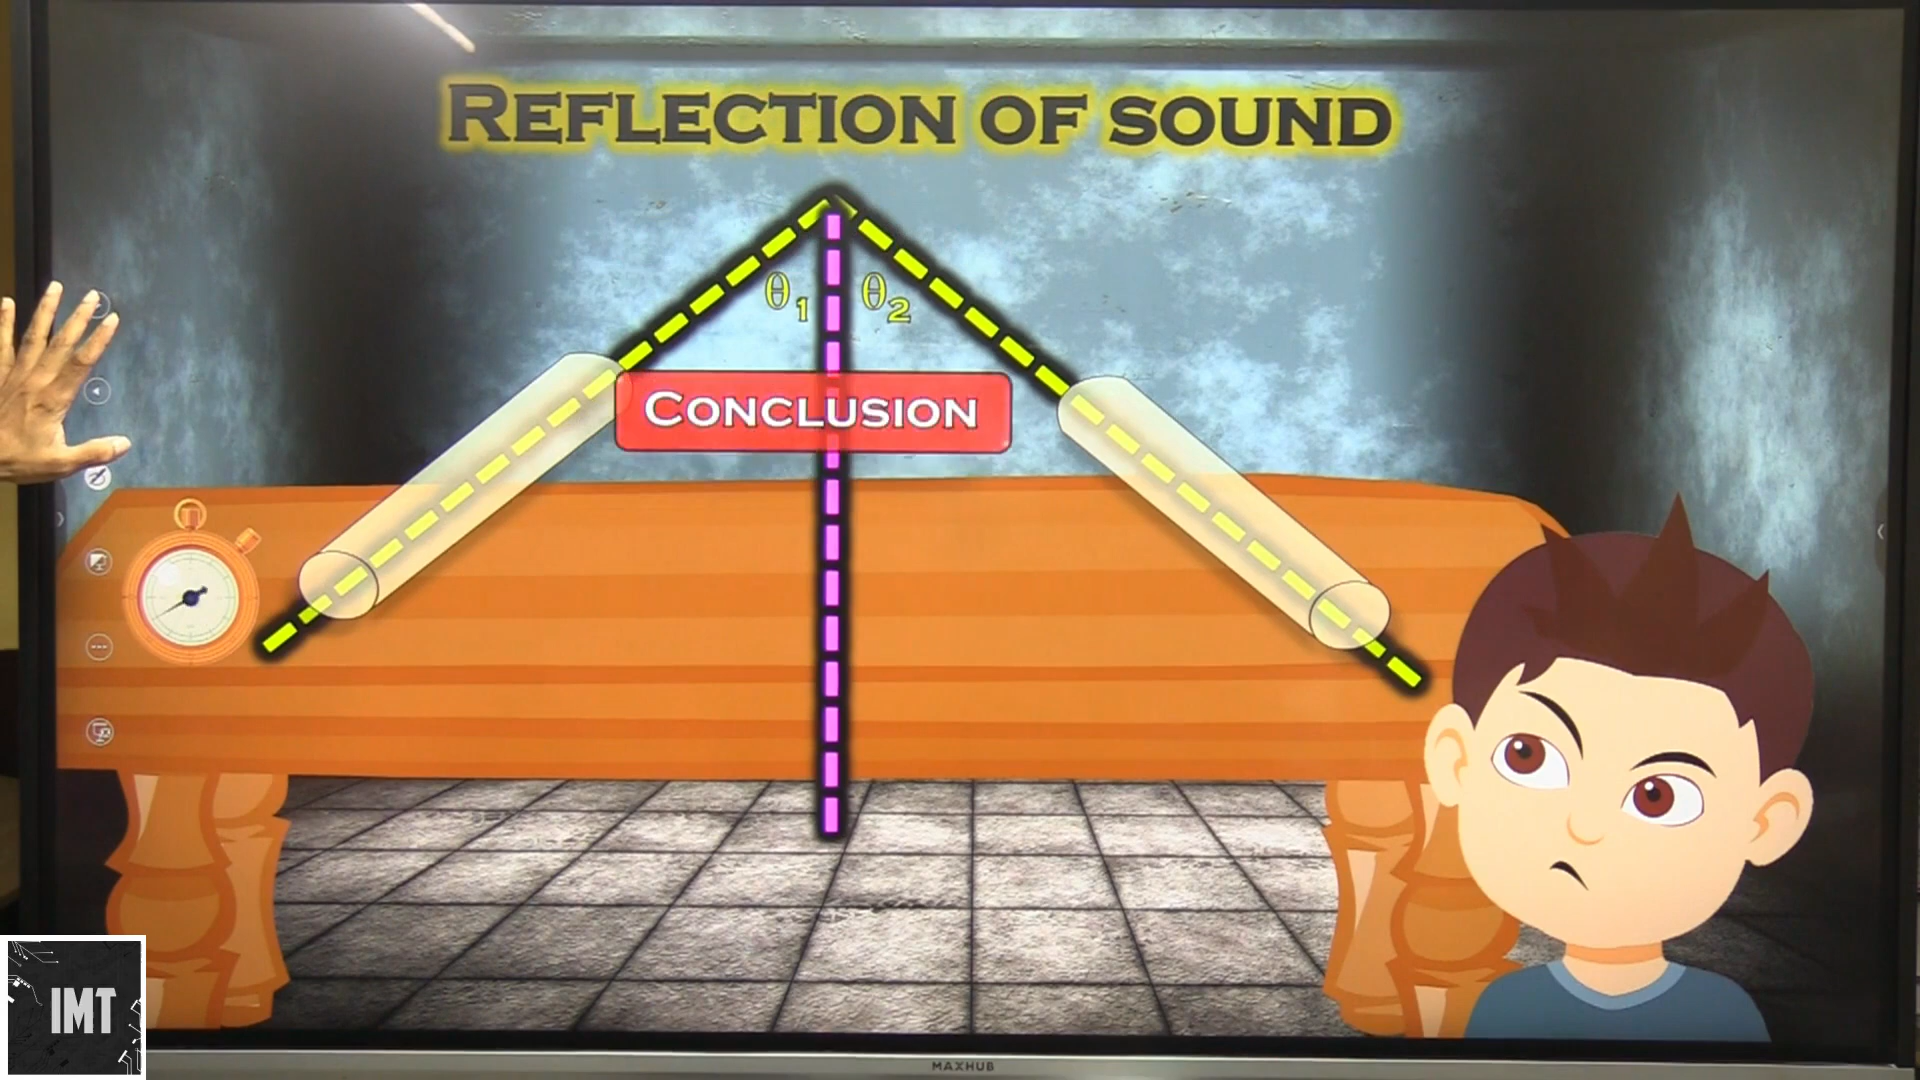 REFLECTION OF SOUND
θ1 θ2
CONCLUSION
IMT
MAXHUB